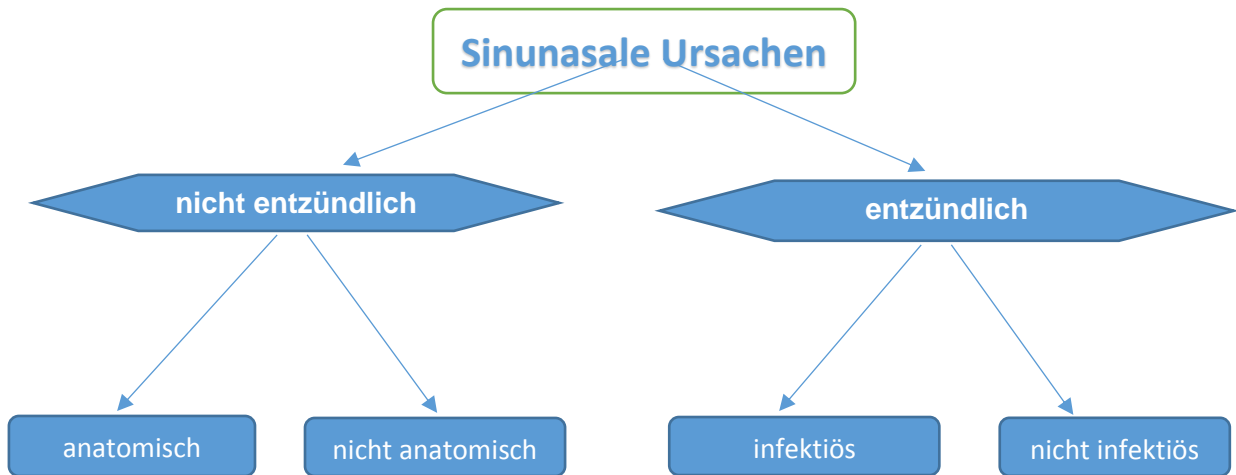 Sinunasale Ursachen
nicht entzündlich
entzündlich
anatomisch
nicht anatomisch
infektiös
nicht infektiös